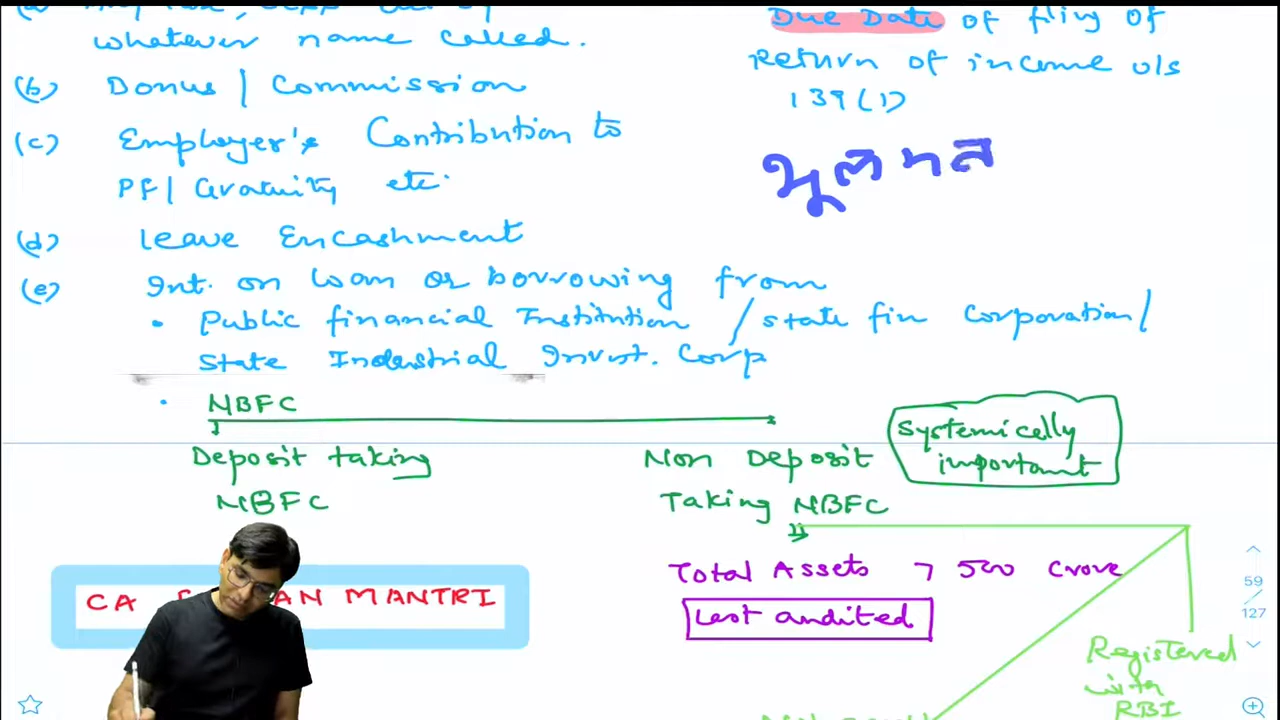 whatever name called.
(b) Bonus / Commission
(c) Employer's Contribution to
PF / Gratuity etc.
(d) Leave Encashment
(e) Int. on loan or borrowing from
• Public financial Institution / state fin corporation /
State Industrial Invst. Corp
Due Date of filing of
Return of income u/s
139(1)
• NBFC
Deposit taking
NBFC
Non Deposit
Taking NBFC
Systemically
important
Total Assets > 500 crore
Last audited
Registered
with
RBI
CA
AN MANTRI
59
127